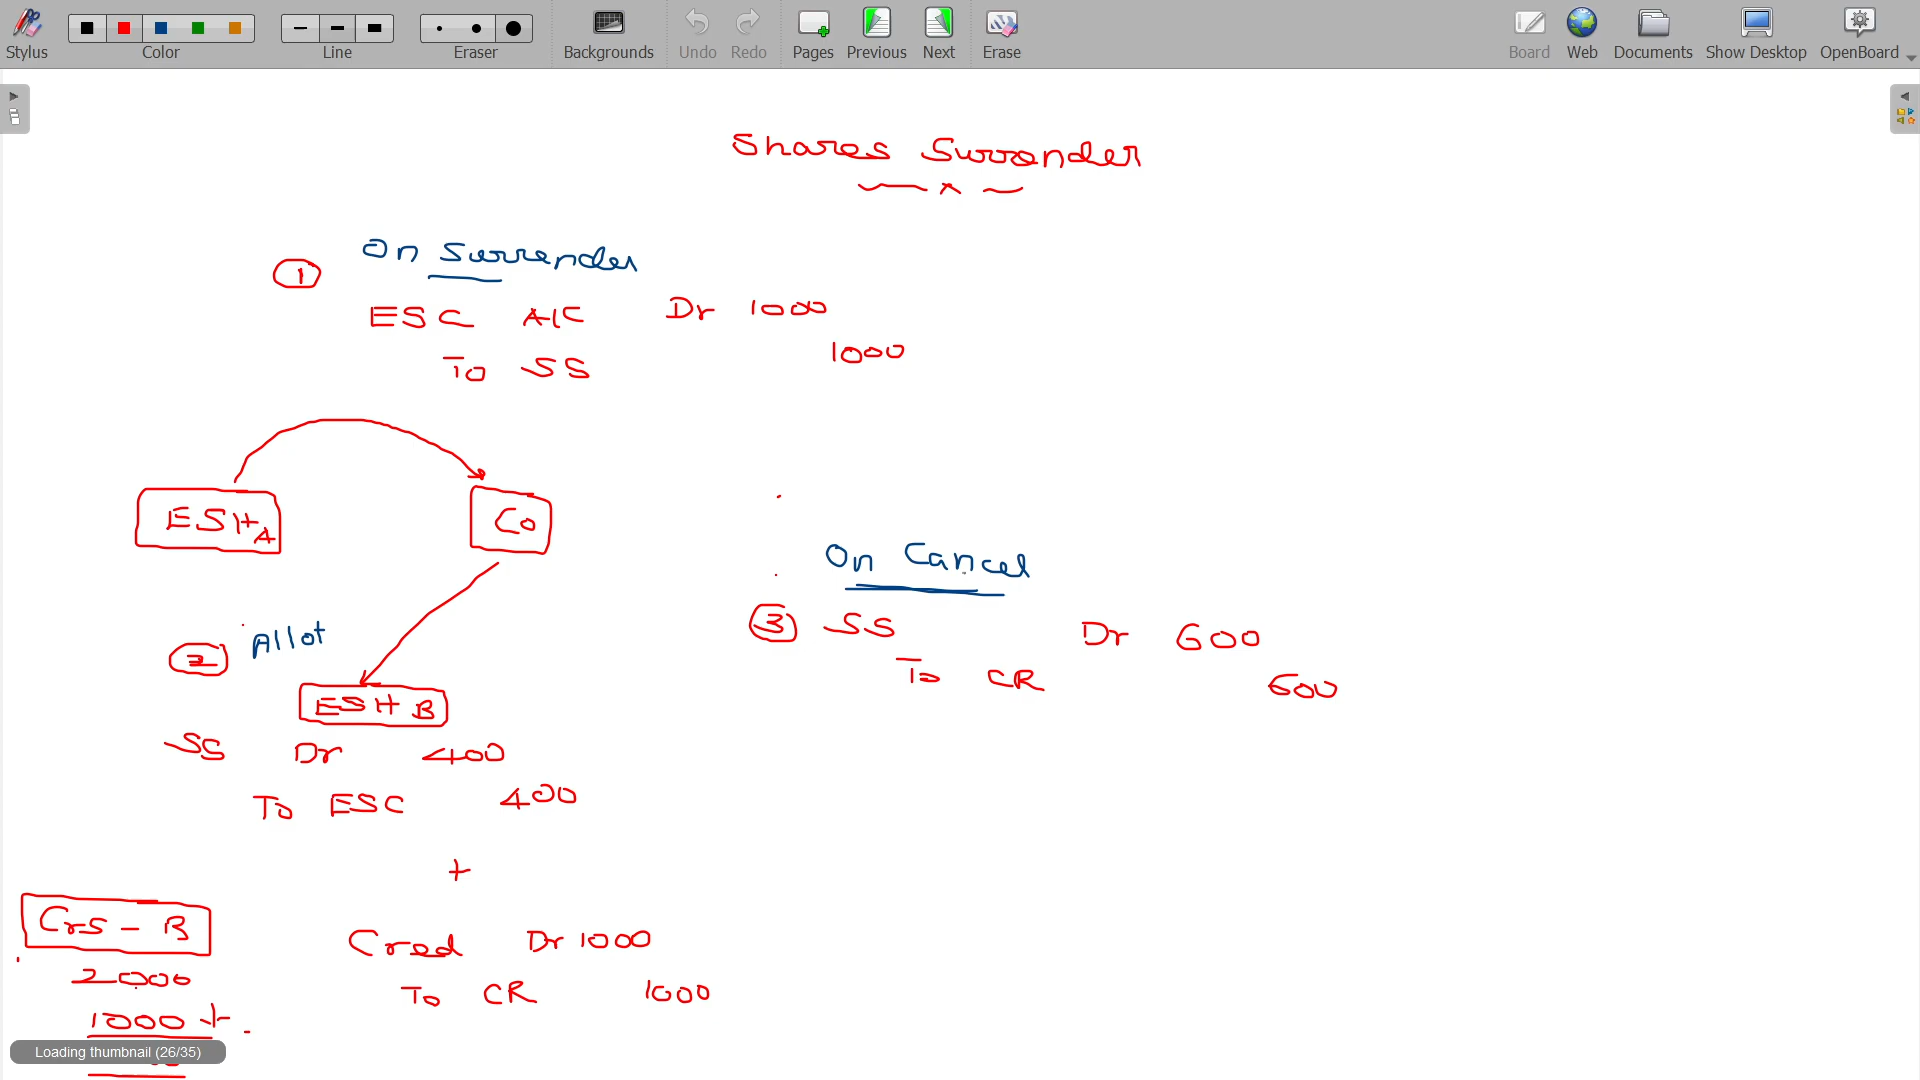 Stylus
Color
Line
Eraser
Backgrounds
Undo
Redo
Pages
Previous
Next
Erase
Board
Web
Documents
Show Desktop
OpenBoard
Shares Surrender
① On Surrender
ESC A/C Dr 1000
To SS 1000
ESH A
Co
② Allot
ESH B
SS Dr 400
To ESC 400
+
Crs - B
2000
1000 +
Cred Dr 1000
To CR 1000
On Cancel
③ SS Dr 600
To CR 600
Loading thumbnail (26/35)